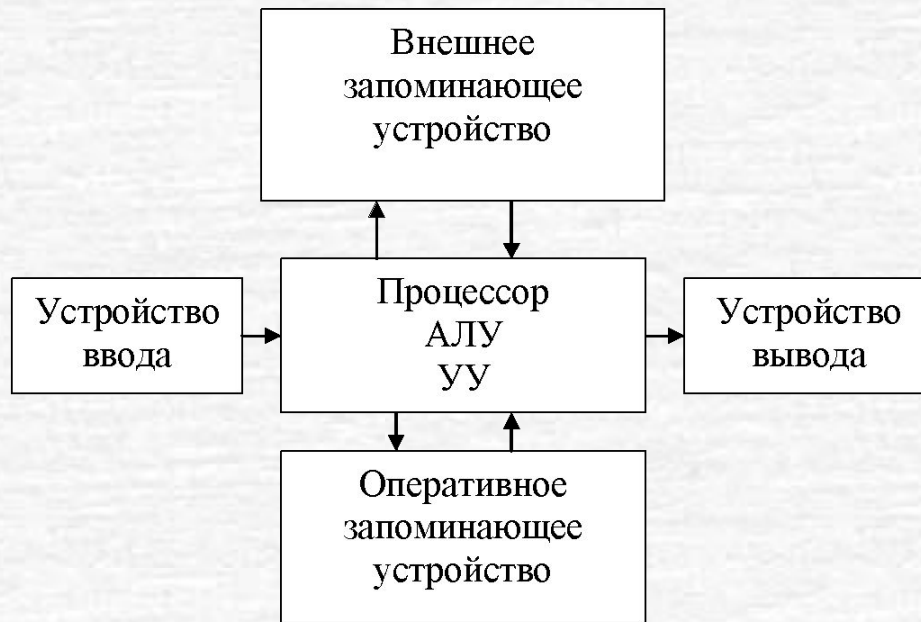 Внешнее
запоминающее
устройство
Устройство
ввода
Процессор
АЛУ
УУ
Устройство
вывода
Оперативное
запоминающее
устройство